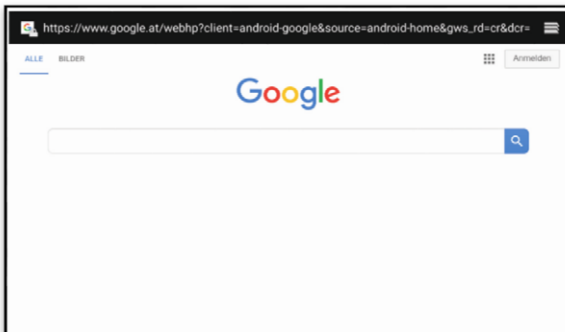 https://www.google.at/webhp?client=android-google&source=android-home&gws_rd=cr&dcr=
ALLE BILDER Anmelden
Google